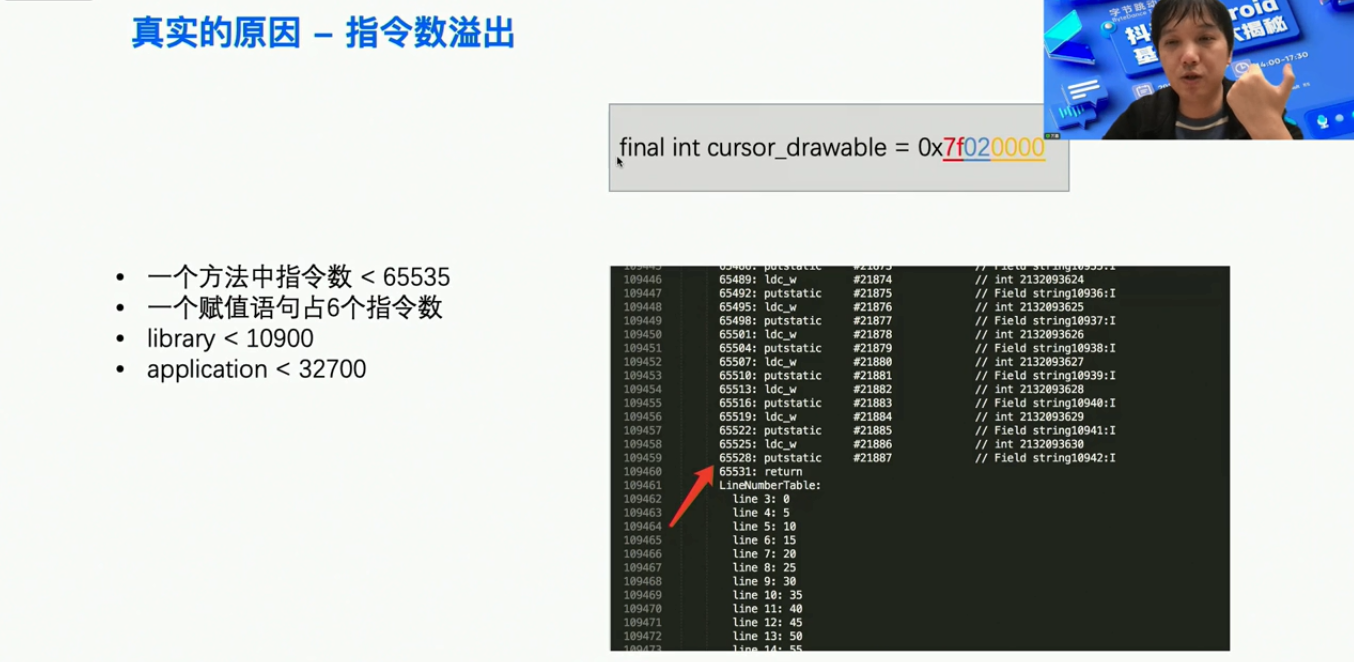 真实的原因 – 指令数溢出
字节跳动
ByteDance
14:00-17:30
final int cursor_drawable = 0x7f020000
• 一个方法中指令数 < 65535
• 一个赋值语句占6个指令数
• library < 10900
• application < 32700
109446 65489: ldc_w #21874 // int 2132093624
109447 65492: putstatic #21875 // Field string10936:I
109448 65495: ldc_w #21876 // int 2132093625
109449 65498: putstatic #21877 // Field string10937:I
109450 65501: ldc_w #21878 // int 2132093626
109451 65504: putstatic #21879 // Field string10938:I
109452 65507: ldc_w #21880 // int 2132093627
109453 65510: putstatic #21881 // Field string10939:I
109454 65513: ldc_w #21882 // int 2132093628
109455 65516: putstatic #21883 // Field string10940:I
109456 65519: ldc_w #21884 // int 2132093629
109457 65522: putstatic #21885 // Field string10941:I
109458 65525: ldc_w #21886 // int 2132093630
109459 65528: putstatic #21887 // Field string10942:I
109460 65531: return
109461 LineNumberTable:
109462 line 3: 0
109463 line 4: 5
109464 line 5: 10
109465 line 6: 15
109466 line 7: 20
109467 line 8: 25
109468 line 9: 30
109469 line 10: 35
109470 line 11: 40
109471 line 12: 45
109472 line 13: 50
109473 line 14: 55